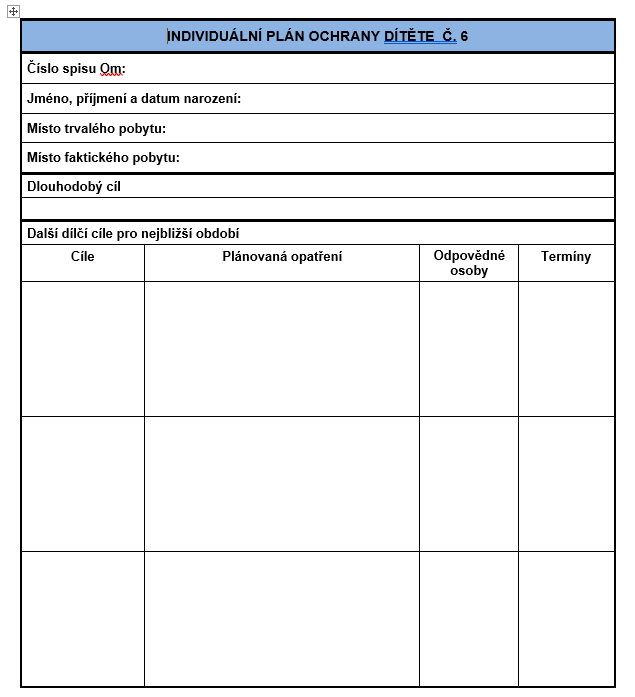 INDIVIDUÁLNÍ PLÁN OCHRANY DÍTĚTE Č. 6
Číslo spisu Om:
Jméno, příjmení a datum narození:
Místo trvalého pobytu:
Místo faktického pobytu:
Dlouhodobý cíl
Další dílčí cíle pro nejbližší období
Cíle
Plánovaná opatření
Odpovědné
osoby
Termíny